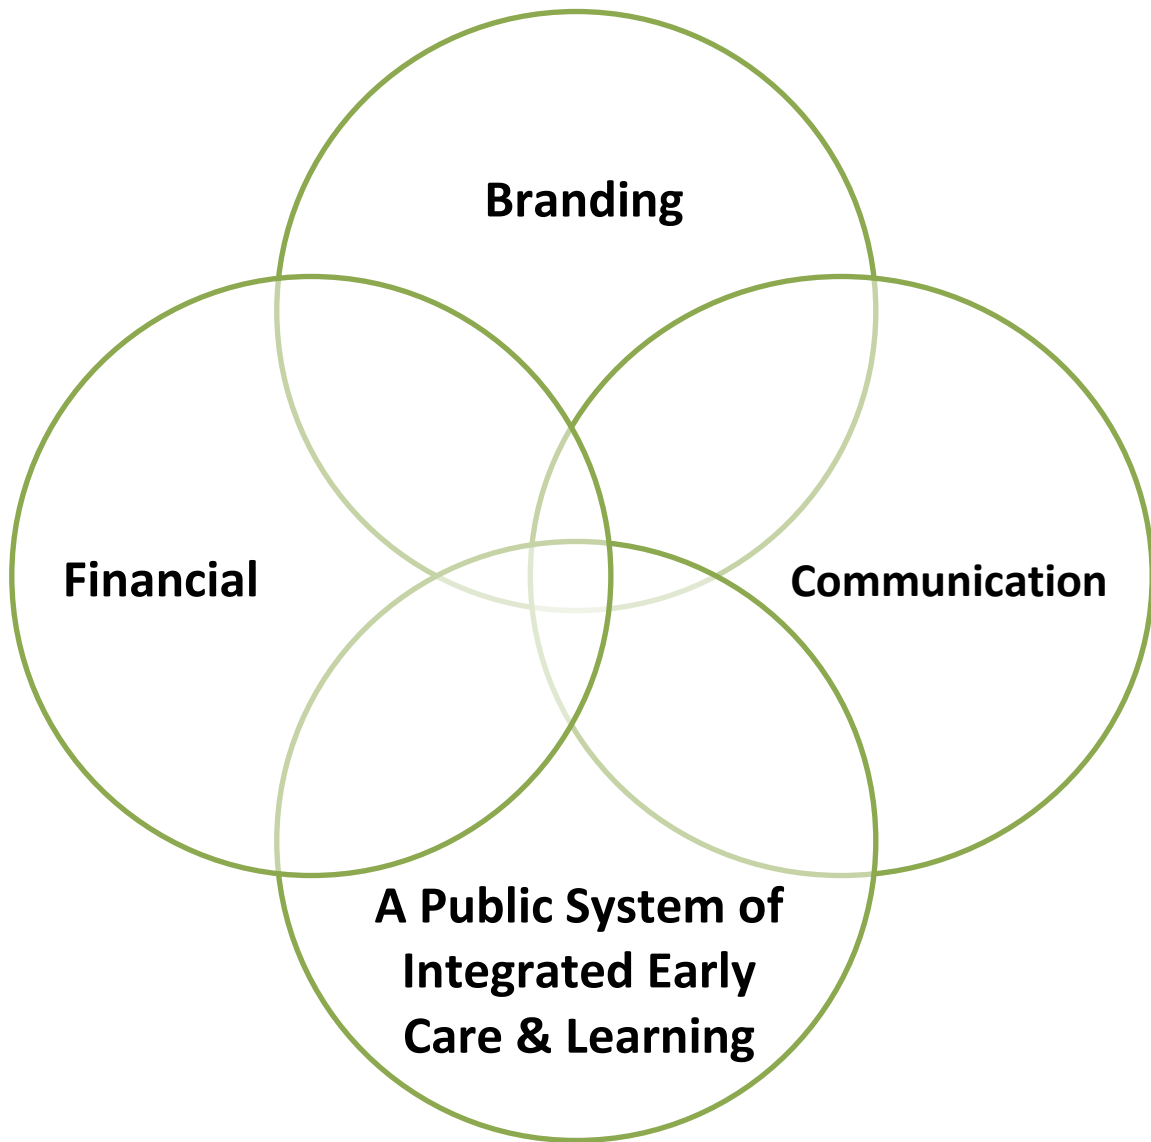 Branding
Financial
Communication
A Public System of
Integrated Early
Care & Learning